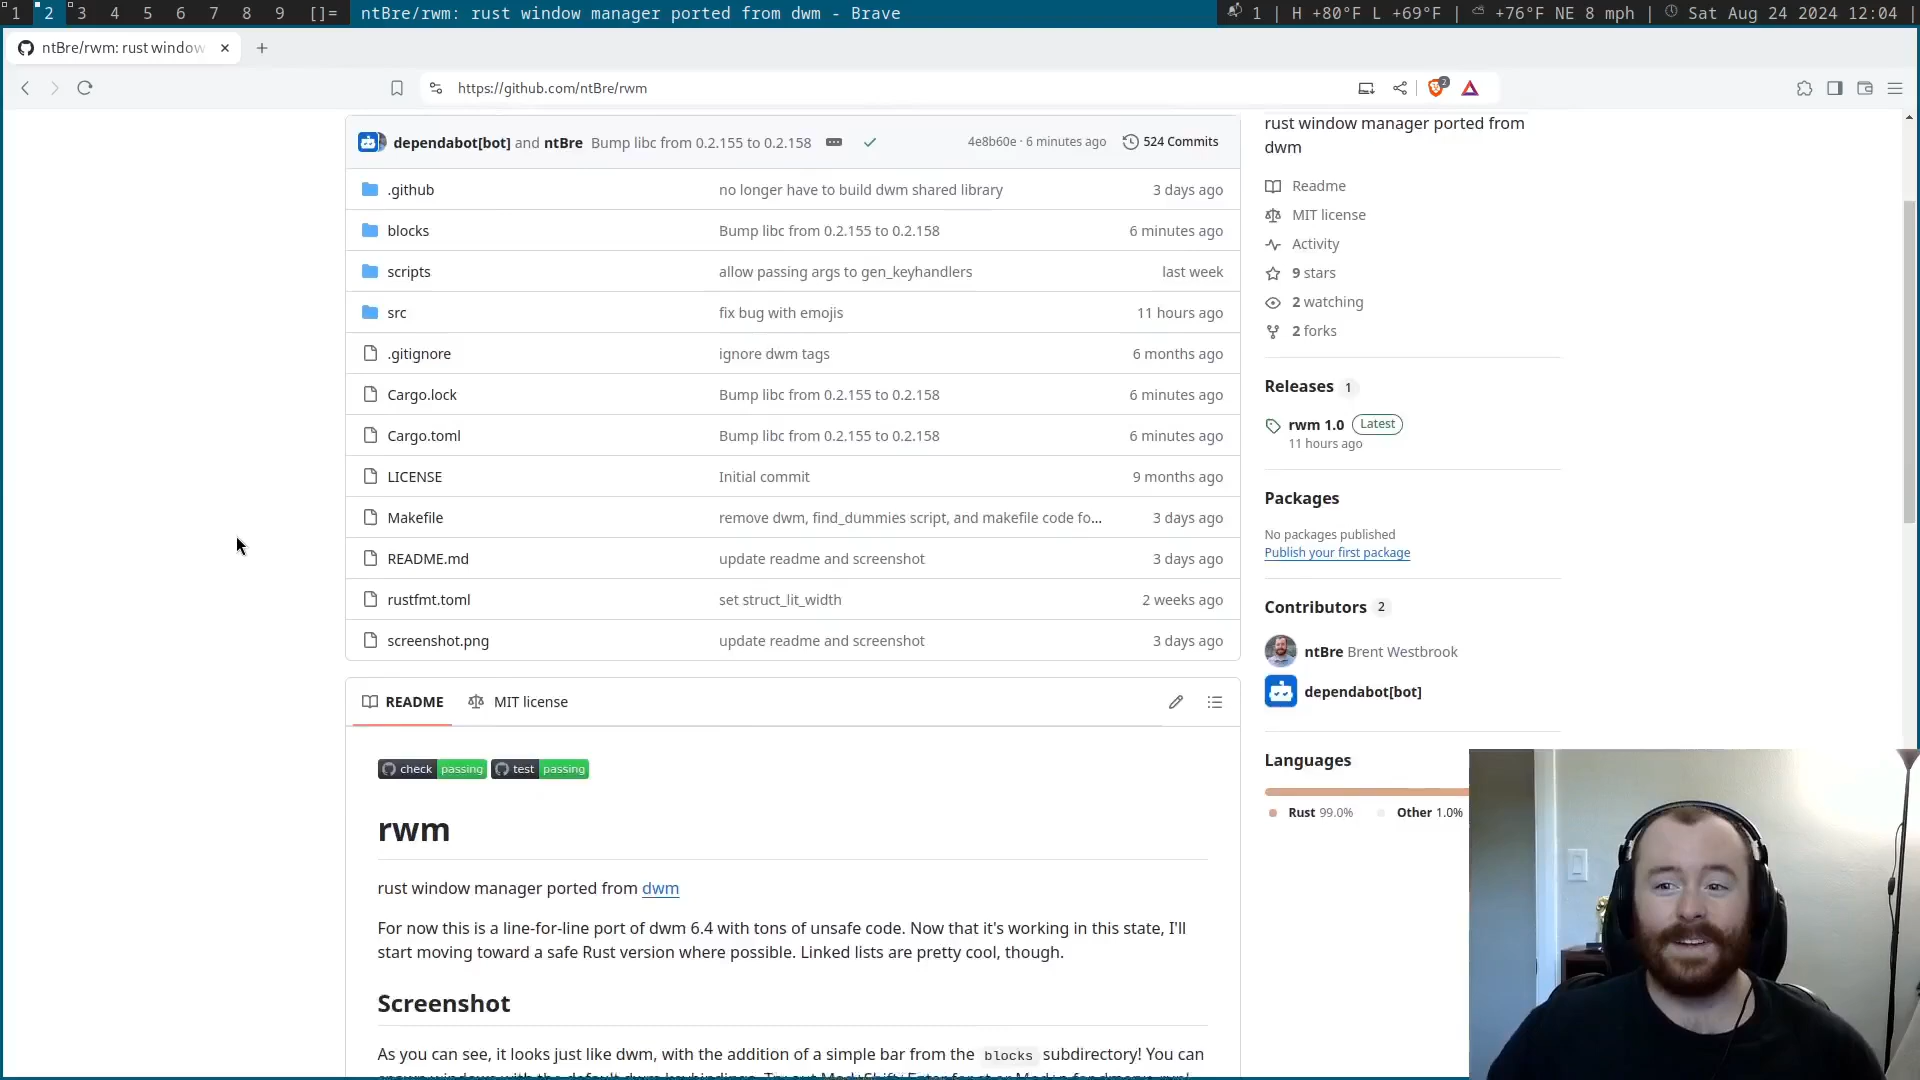 1 2 3 4 5 6 7 8 9 []= ntBre/rwm: rust window manager ported from dwm - Brave 1 | H +80°F L +69°F | +76°F NE 8 mph | Sat Aug 24 2024 12:04 |
ntBre/rwm: rust window
https://github.com/ntBre/rwm 2
dependabot[bot] and ntBre Bump libc from 0.2.155 to 0.2.158 4e8b60e · 6 minutes ago 524 Commits
.github no longer have to build dwm shared library 3 days ago
blocks Bump libc from 0.2.155 to 0.2.158 6 minutes ago
scripts allow passing args to gen_keyhandlers last week
src fix bug with emojis 11 hours ago
.gitignore ignore dwm tags 6 months ago
Cargo.lock Bump libc from 0.2.155 to 0.2.158 6 minutes ago
Cargo.toml Bump libc from 0.2.155 to 0.2.158 6 minutes ago
LICENSE Initial commit 9 months ago
Makefile remove dwm, find_dummies script, and makefile code fo... 3 days ago
README.md update readme and screenshot 3 days ago
rustfmt.toml set struct_lit_width 2 weeks ago
screenshot.png update readme and screenshot 3 days ago
README MIT license
check passing test passing
rwm
rust window manager ported from dwm
For now this is a line-for-line port of dwm 6.4 with tons of unsafe code. Now that it's working in this state, I'll
start moving toward a safe Rust version where possible. Linked lists are pretty cool, though.
Screenshot
As you can see, it looks just like dwm, with the addition of a simple bar from the blocks subdirectory! You can
rust window manager ported from
dwm
Readme
MIT license
Activity
9 stars
2 watching
2 forks
Releases 1
rwm 1.0 Latest
11 hours ago
Packages
No packages published
Publish your first package
Contributors 2
ntBre Brent Westbrook
dependabot[bot]
Languages
Rust 99.0% Other 1.0%